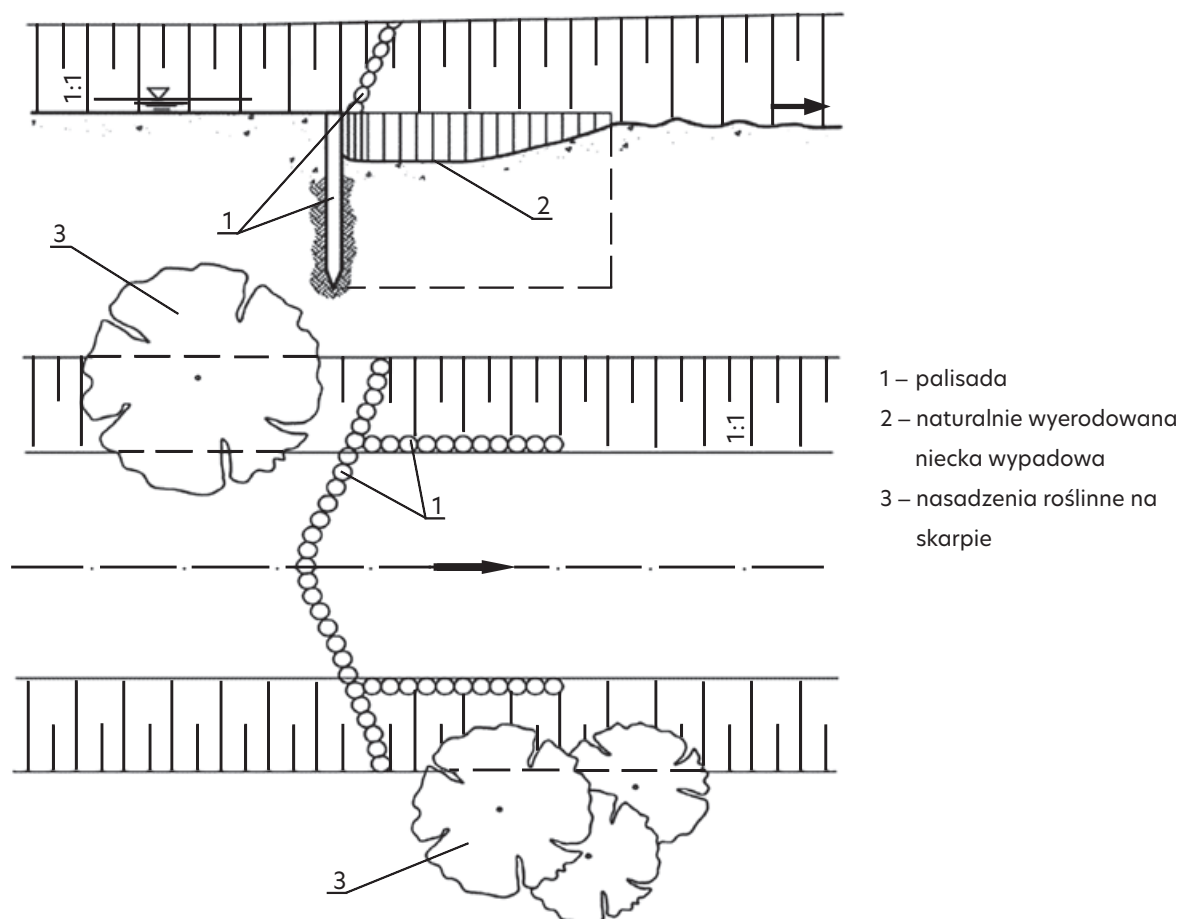 1:1
1
2
3
1:1
1
3
1 – palisada
2 – naturalnie wyerodowana
niecka wypadowa
3 – nasadzenia roślinne na
skarpie